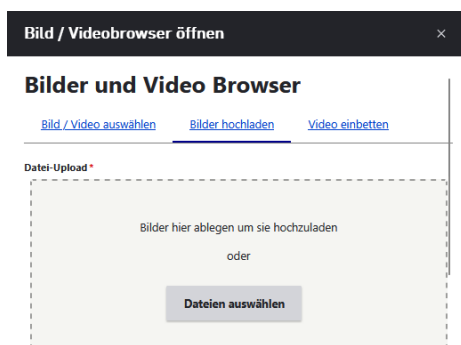 Bild / Videobrowser öffnen ×
Bilder und Video Browser
Bild / Video auswählen Bilder hochladen Video einbetten
Datei-Upload *
Bilder hier ablegen um sie hochzuladen
oder
Dateien auswählen